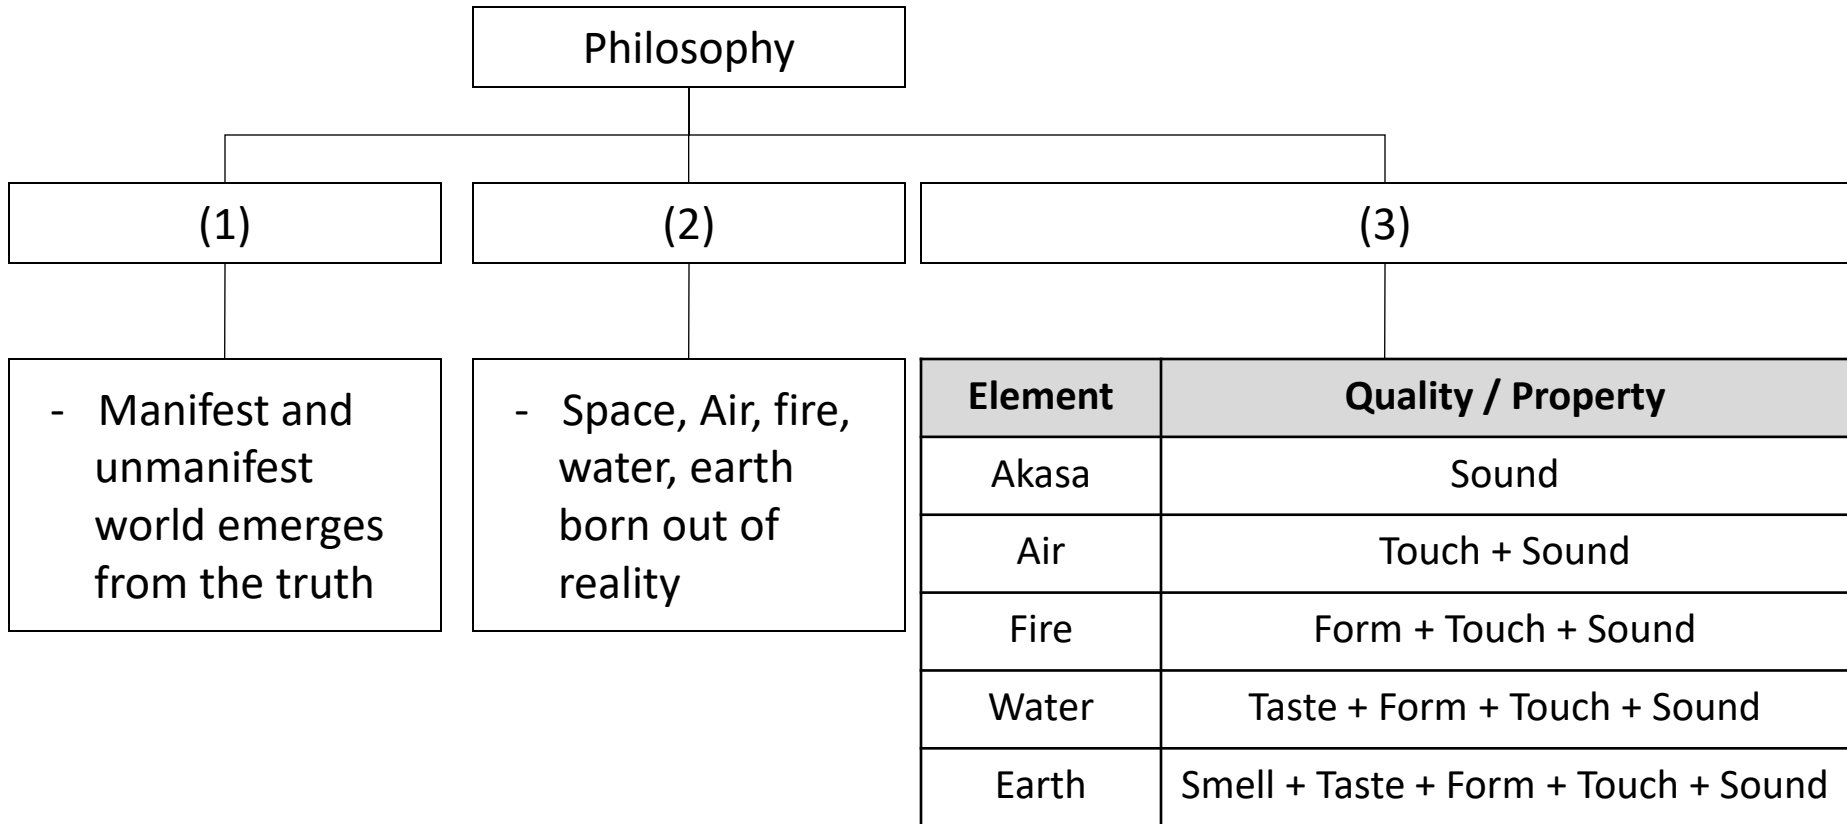 Philosophy
(1)
(2)
(3)
- Manifest and
unmanifest
world emerges
from the truth
- Space, Air, fire,
water, earth
born out of
reality
Element Quality / Property
Akasa Sound
Air Touch + Sound
Fire Form + Touch + Sound
Water Taste + Form + Touch + Sound
Earth Smell + Taste + Form + Touch + Sound